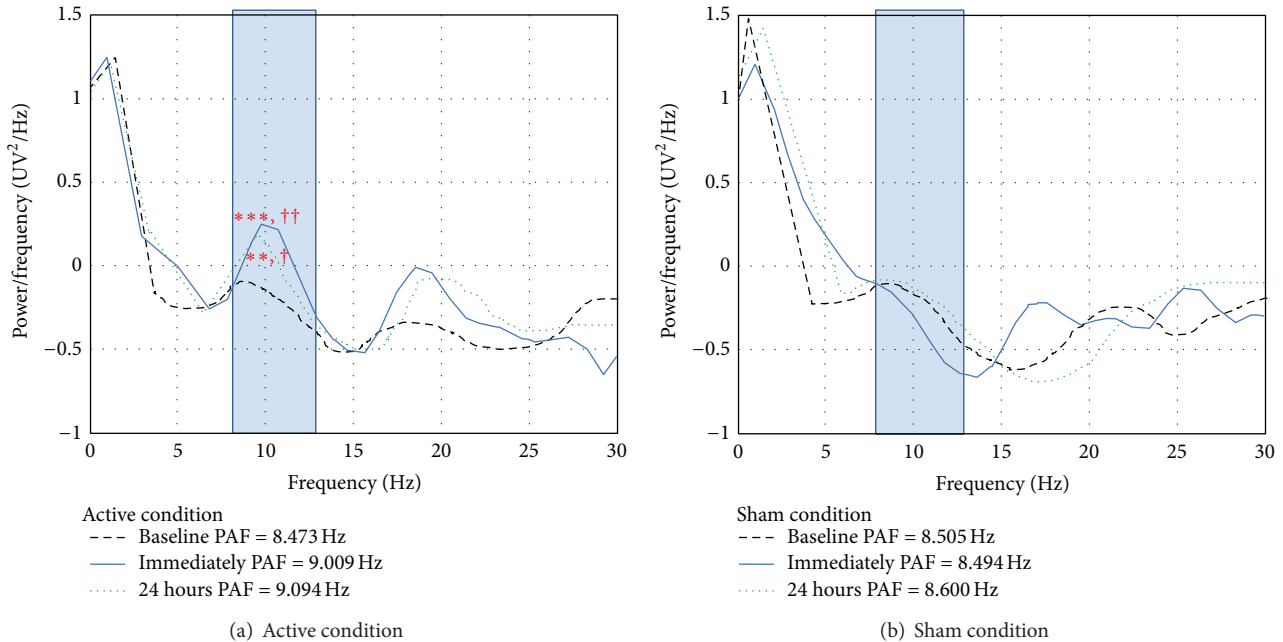 1.5
1
0.5
0
−0.5
−1
Power/frequency (UV²/Hz)
∗∗∗, ††
∗∗, †
0 5 10 15 20 25 30
Frequency (Hz)
Active condition
Baseline PAF = 8.473 Hz
Immediately PAF = 9.009 Hz
24 hours PAF = 9.094 Hz
(a) Active condition
1.5
1
0.5
0
−0.5
−1
Power/frequency (UV²/Hz)
0 5 10 15 20 25 30
Frequency (Hz)
Sham condition
Baseline PAF = 8.505 Hz
Immediately PAF = 8.494 Hz
24 hours PAF = 8.600 Hz
(b) Sham condition